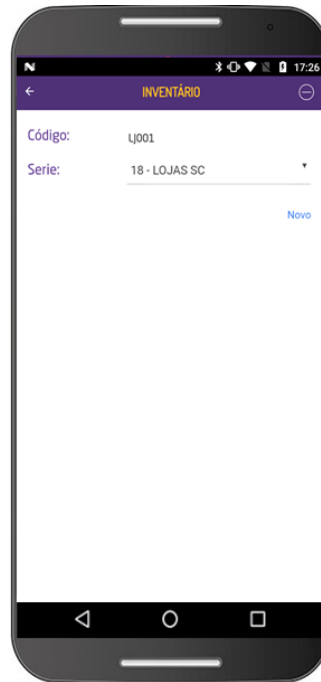 17:26
INVENTÁRIO
Código: LJ001
Serie: 18 - LOJAS SC
Novo